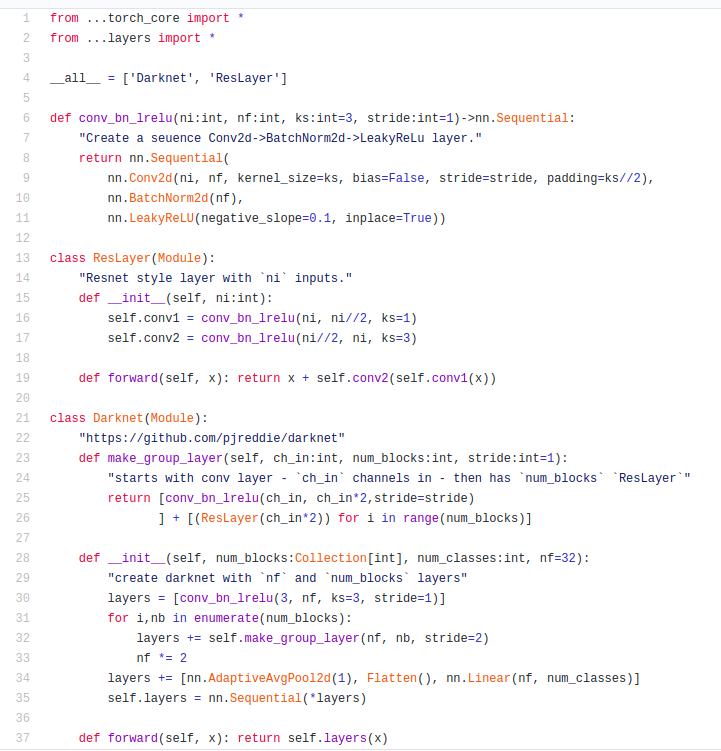 1 from ...torch_core import *
2 from ...layers import *
3
4 __all__ = ['Darknet', 'ResLayer']
5
6 def conv_bn_lrelu(ni:int, nf:int, ks:int=3, stride:int=1)->nn.Sequential:
7     "Create a seuence Conv2d->BatchNorm2d->LeakyReLu layer."
8     return nn.Sequential(
9         nn.Conv2d(ni, nf, kernel_size=ks, bias=False, stride=stride, padding=ks//2),
10         nn.BatchNorm2d(nf),
11         nn.LeakyReLU(negative_slope=0.1, inplace=True))
12
13 class ResLayer(Module):
14     "Resnet style layer with `ni` inputs."
15     def __init__(self, ni:int):
16         self.conv1 = conv_bn_lrelu(ni, ni//2, ks=1)
17         self.conv2 = conv_bn_lrelu(ni//2, ni, ks=3)
18
19     def forward(self, x): return x + self.conv2(self.conv1(x))
20
21 class Darknet(Module):
22     "https://github.com/pjreddie/darknet"
23     def make_group_layer(self, ch_in:int, num_blocks:int, stride:int=1):
24         "starts with conv layer - `ch_in` channels in - then has `num_blocks` `ResLayer`"
25         return [conv_bn_lrelu(ch_in, ch_in*2,stride=stride)
26                ] + [(ResLayer(ch_in*2)) for i in range(num_blocks)]
27
28     def __init__(self, num_blocks:Collection[int], num_classes:int, nf=32):
29         "create darknet with `nf` and `num_blocks` layers"
30         layers = [conv_bn_lrelu(3, nf, ks=3, stride=1)]
31         for i,nb in enumerate(num_blocks):
32             layers += self.make_group_layer(nf, nb, stride=2)
33             nf *= 2
34         layers += [nn.AdaptiveAvgPool2d(1), Flatten(), nn.Linear(nf, num_classes)]
35         self.layers = nn.Sequential(*layers)
36
37     def forward(self, x): return self.layers(x)